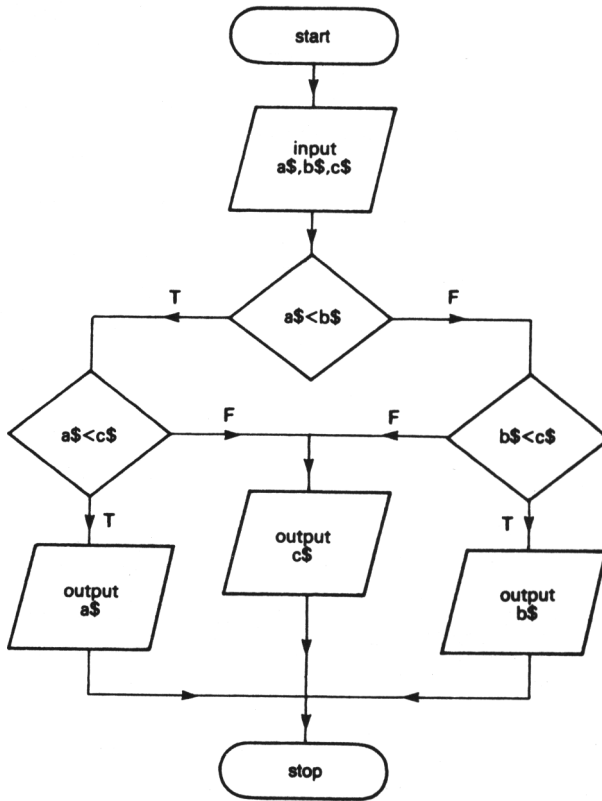 start
input
a$,b$,c$
a$<b$
T
F
a$<c$
F
F
b$<c$
T
T
output
a$
output
c$
output
b$
stop